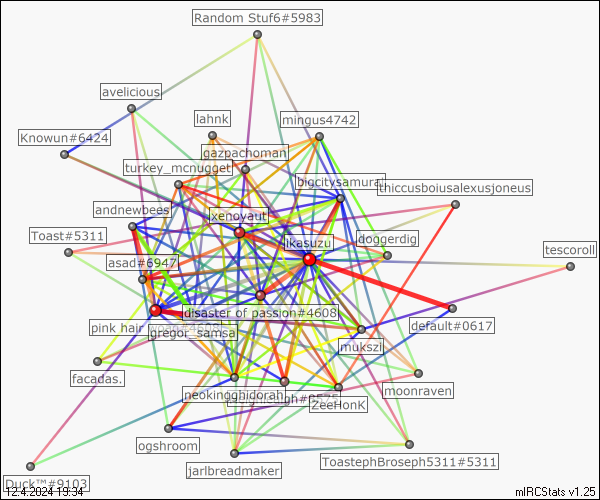 Random Stuf6#5983
avelicious
lahnk
mingus4742
Knowun#6424
gazpachoman
turkey_mcnugget
bigcitysamurai
thiccusboiusalexusjoneus
andnewbees
xenoyaut
Toast#5311
ikasuzu
doggerdig
tescoroll
asad#6947
disaster of passion#4608
pink hair
default#0617
gregor_samsa
mukszi
facadas.
neokingghidorah
moonraven
ZeeHonK
ogshroom
ToastephBroseph5311#5311
jarlbreadmaker
Duck™#9103
12.4.2024 19:34
mIRCStats v1.25